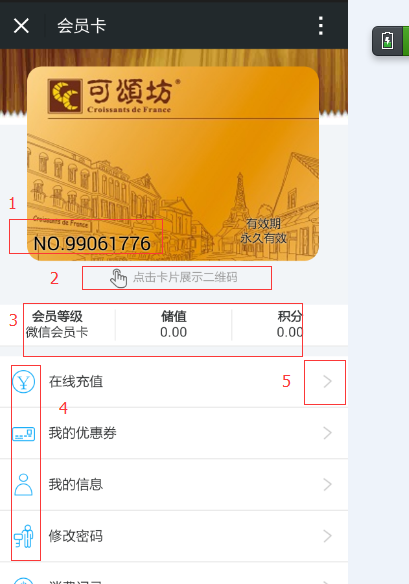 会员卡
可頌坊®
Croissants de France
Croissants de France
1
NO.99061776
有效期
永久有效
2
点击卡片展示二维码
3
会员等级 储值 积分
微信会员卡 0.00 0.00
在线充值 5
4
我的优惠券
我的信息
修改密码